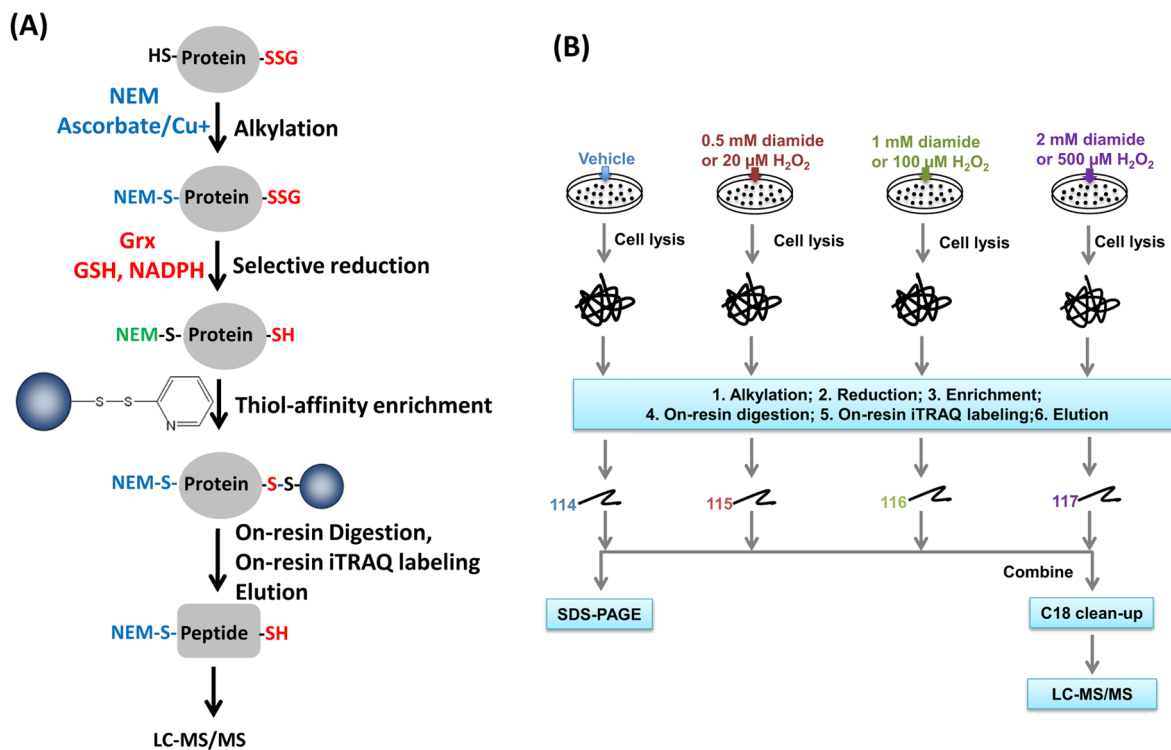 (A)
HS-Protein-SSG
NEM
Ascorbate/Cu+
Alkylation
NEM-S-Protein-SSG
Grx
GSH, NADPH
Selective reduction
NEM-S-Protein-SH
S S
N
Thiol-affinity enrichment
NEM-S-Protein-S-S-
On-resin Digestion,
On-resin iTRAQ labeling
Elution
NEM-S-Peptide-SH
LC-MS/MS
(B)
Vehicle
0.5 mM diamide
or 20 µM H₂O₂
1 mM diamide
or 100 µM H₂O₂
2 mM diamide
or 500 µM H₂O₂
Cell lysis
Cell lysis
Cell lysis
Cell lysis
1. Alkylation; 2. Reduction; 3. Enrichment;
4. On-resin digestion; 5. On-resin iTRAQ labeling;6. Elution
114
115
116
117
Combine
SDS-PAGE
C18 clean-up
LC-MS/MS